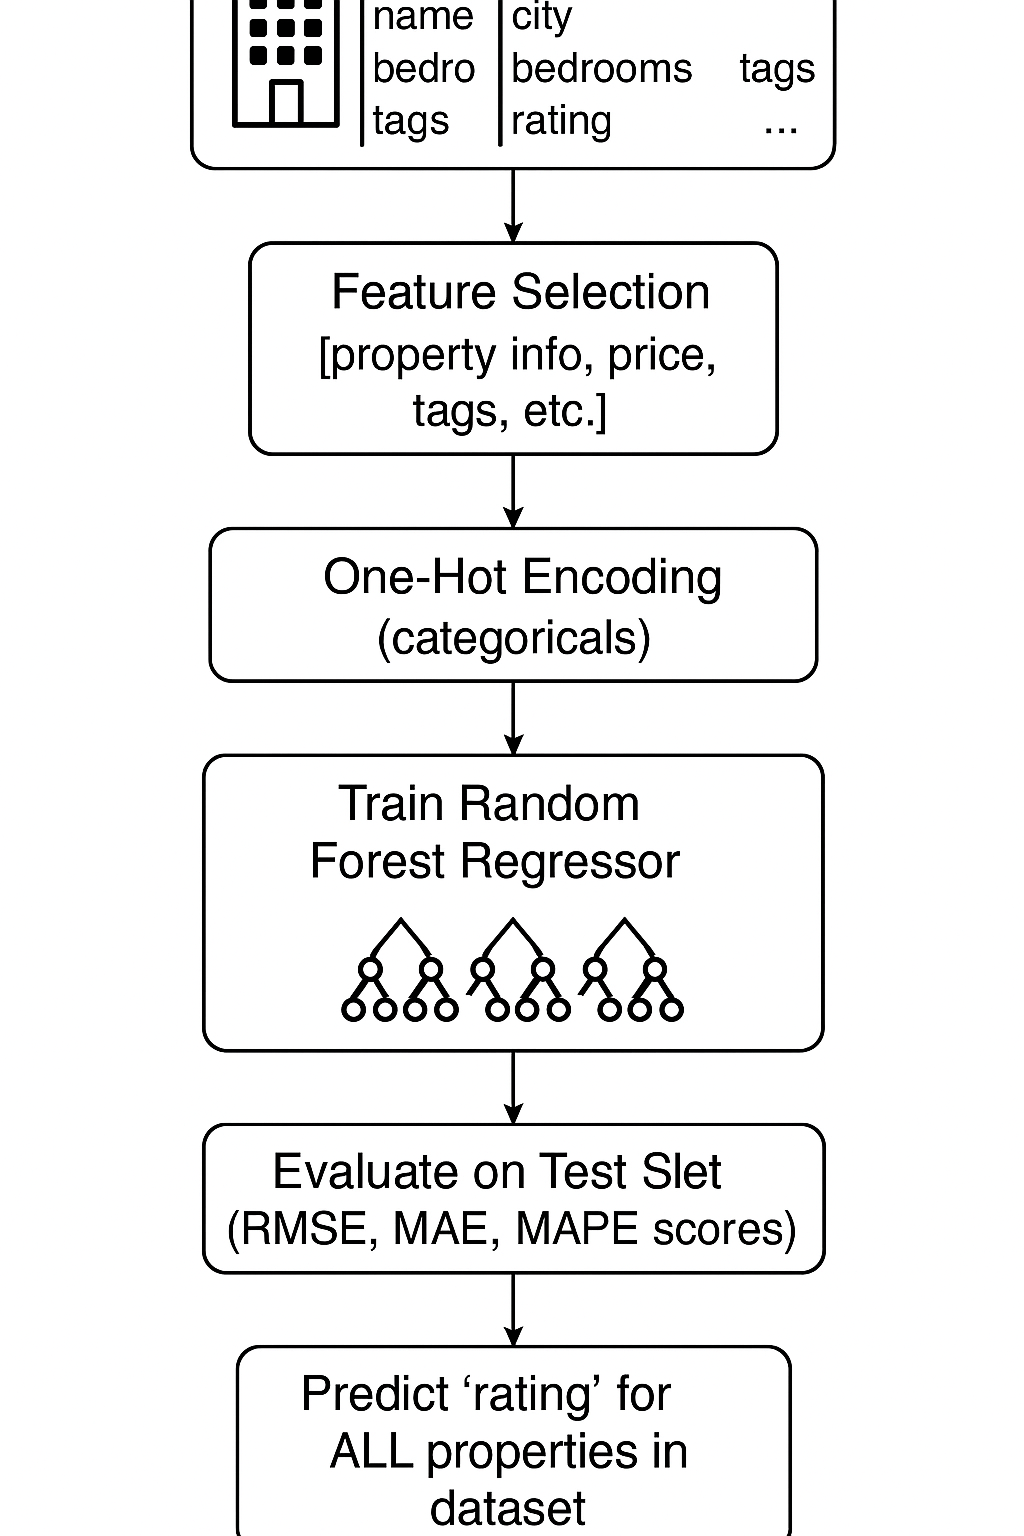 name city
bedro bedrooms tags
tags rating ...
Feature Selection
[property info, price,
tags, etc.]
One-Hot Encoding
(categoricals)
Train Random
Forest Regressor
Evaluate on Test Slet
(RMSE, MAE, MAPE scores)
Predict ‘rating’ for
ALL properties in
dataset